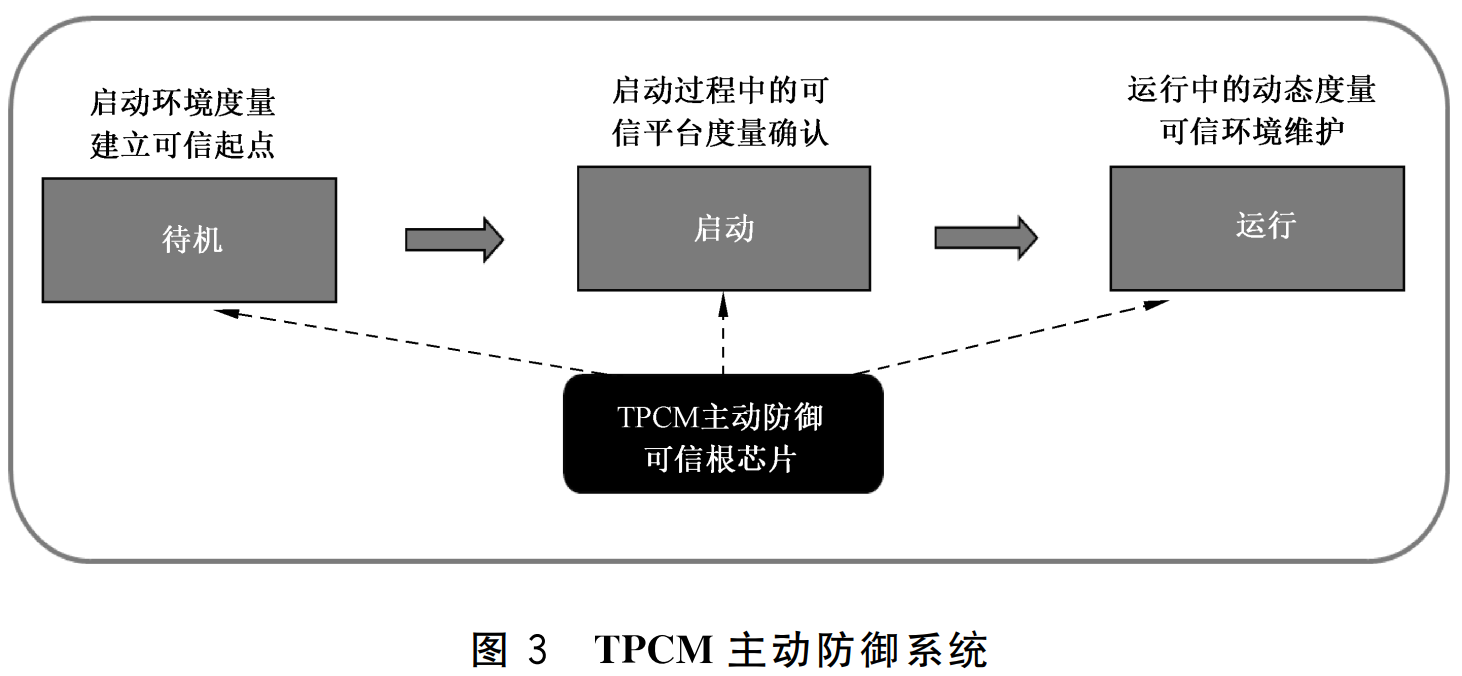 启动环境度量
建立可信起点
待机
启动过程中的可
信平台度量确认
启动
运行中的动态度量
可信环境维护
运行
TPCM主动防御
可信根芯片
图 3 TPCM 主动防御系统